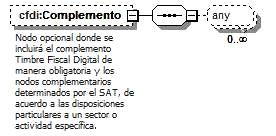 cfdi:Complemento
any
0..∞
Nodo opcional donde se
incluirá el complemento
Timbre Fiscal Digital de
manera obligatoria y los
nodos complementarios
determinados por el SAT, de
acuerdo a las disposiciones
particulares a un sector o
actividad específica.